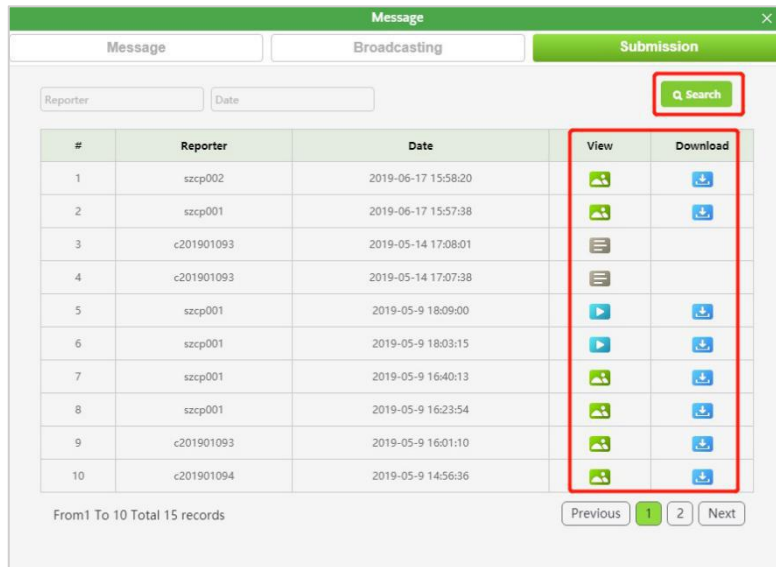 Message
Message Broadcasting Submission
Reporter Date Search
# Reporter Date View Download
1 szcp002 2019-06-17 15:58:20
2 szcp001 2019-06-17 15:57:38
3 c201901093 2019-05-14 17:08:01
4 c201901093 2019-05-14 17:07:38
5 szcp001 2019-05-9 18:09:00
6 szcp001 2019-05-9 18:03:15
7 szcp001 2019-05-9 16:40:13
8 szcp001 2019-05-9 16:23:54
9 c201901093 2019-05-9 16:01:10
10 c201901094 2019-05-9 14:56:36
From1 To 10 Total 15 records Previous 1 2 Next